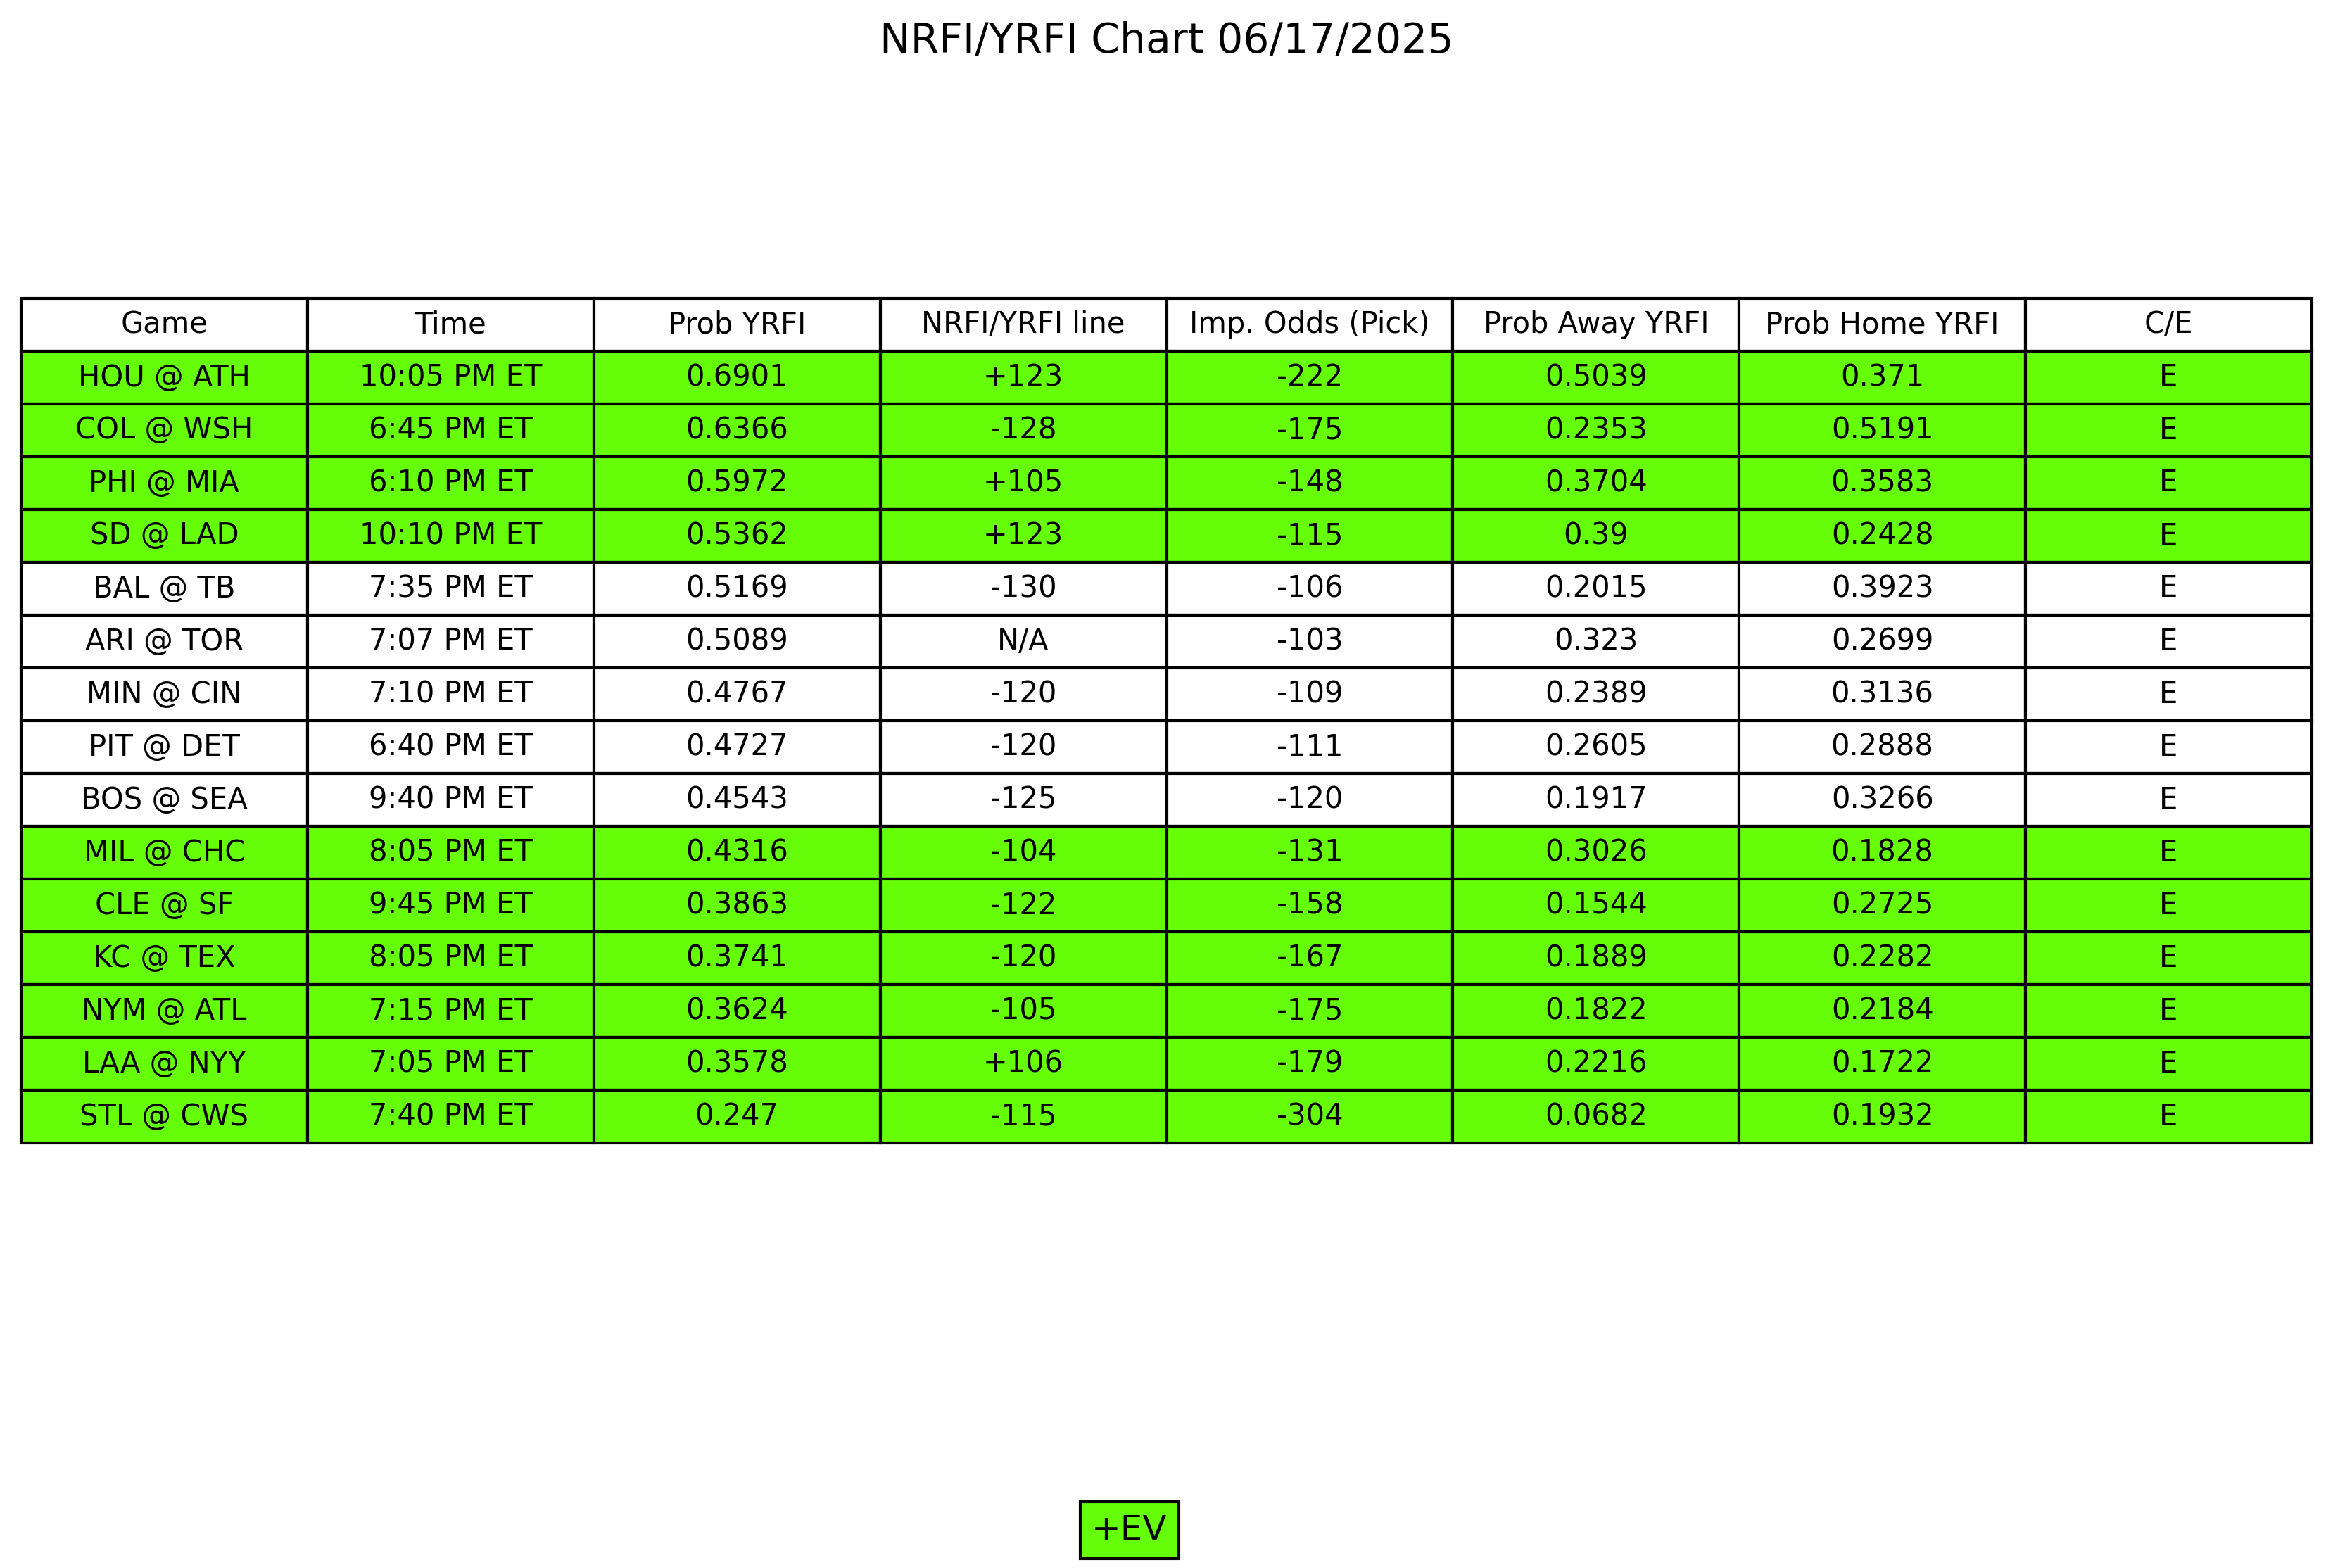 NRFI/YRFI Chart 06/17/2025
Game Time Prob YRFI NRFI/YRFI line Imp. Odds (Pick) Prob Away YRFI Prob Home YRFI C/E
HOU @ ATH 10:05 PM ET 0.6901 +123 -222 0.5039 0.371 E
COL @ WSH 6:45 PM ET 0.6366 -128 -175 0.2353 0.5191 E
PHI @ MIA 6:10 PM ET 0.5972 +105 -148 0.3704 0.3583 E
SD @ LAD 10:10 PM ET 0.5362 +123 -115 0.39 0.2428 E
BAL @ TB 7:35 PM ET 0.5169 -130 -106 0.2015 0.3923 E
ARI @ TOR 7:07 PM ET 0.5089 N/A -103 0.323 0.2699 E
MIN @ CIN 7:10 PM ET 0.4767 -120 -109 0.2389 0.3136 E
PIT @ DET 6:40 PM ET 0.4727 -120 -111 0.2605 0.2888 E
BOS @ SEA 9:40 PM ET 0.4543 -125 -120 0.1917 0.3266 E
MIL @ CHC 8:05 PM ET 0.4316 -104 -131 0.3026 0.1828 E
CLE @ SF 9:45 PM ET 0.3863 -122 -158 0.1544 0.2725 E
KC @ TEX 8:05 PM ET 0.3741 -120 -167 0.1889 0.2282 E
NYM @ ATL 7:15 PM ET 0.3624 -105 -175 0.1822 0.2184 E
LAA @ NYY 7:05 PM ET 0.3578 +106 -179 0.2216 0.1722 E
STL @ CWS 7:40 PM ET 0.247 -115 -304 0.0682 0.1932 E
+EV